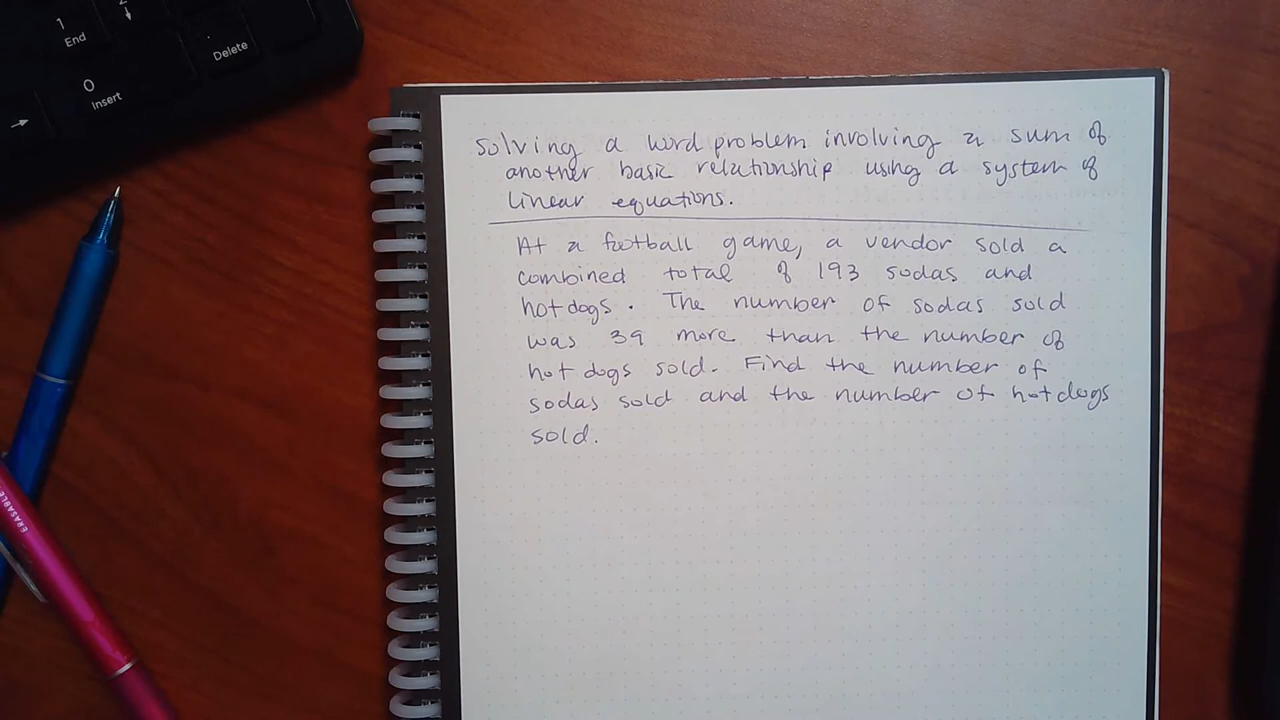 1
End
2
↓
Delete
0
Insert
→
ERASABLE
Solving a word problem involving a sum of
another basic relationship using a system of
linear equations.
At a football game, a vendor sold a
combined total of 193 sodas and
hotdogs. The number of sodas sold
was 39 more than the number of
hot dogs sold. Find the number of
sodas sold and the number of hotdogs
sold.